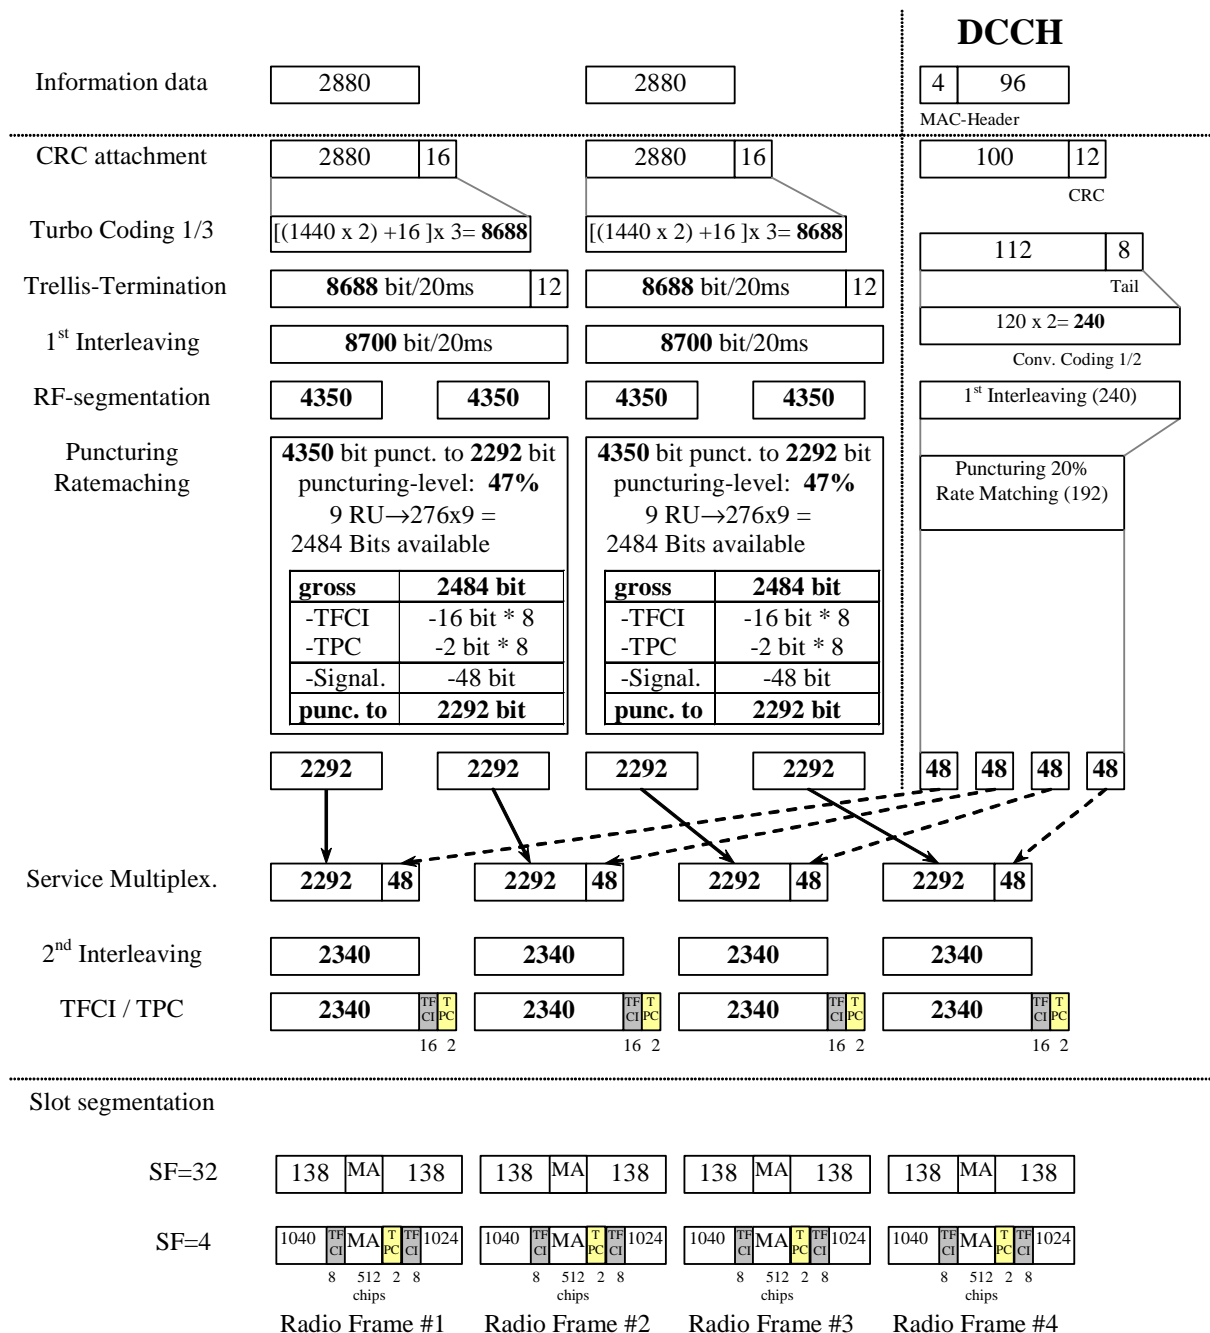 DCCH
Information data 2880 2880 4 96
MAC-Header
CRC attachment 2880 16 2880 16 100 12
CRC
Turbo Coding 1/3 [(1440 x 2) +16 ]x 3= 8688 [(1440 x 2) +16 ]x 3= 8688
112 8
Trellis-Termination 8688 bit/20ms 12 8688 bit/20ms 12
Tail
120 x 2= 240
1st Interleaving 8700 bit/20ms 8700 bit/20ms
Conv. Coding 1/2
RF-segmentation 4350 4350 4350 4350 1st Interleaving (240)
Puncturing 4350 bit punct. to 2292 bit 4350 bit punct. to 2292 bit
Puncturing 20%
Ratemaching puncturing-level: 47% puncturing-level: 47%
Rate Matching (192)
9 RU→276x9 = 9 RU→276x9 =
2484 Bits available 2484 Bits available
gross 2484 bit gross 2484 bit
-TFCI -16 bit * 8 -TFCI -16 bit * 8
-TPC -2 bit * 8 -TPC -2 bit * 8
-Signal. -48 bit -Signal. -48 bit
punc. to 2292 bit punc. to 2292 bit
2292 2292 2292 2292 48 48 48 48
Service Multiplex. 2292 48 2292 48 2292 48 2292 48
2nd Interleaving 2340 2340 2340 2340
TFCI / TPC 2340 TF CI T PC 2340 TF CI T PC 2340 TF CI T PC 2340 TF CI T PC
16 2 16 2 16 2 16 2
Slot segmentation
SF=32 138 MA 138 138 MA 138 138 MA 138 138 MA 138
SF=4 1040 TF CI MA T PC TF CI 1024 1040 TF CI MA T PC TF CI 1024 1040 TF CI MA T PC TF CI 1024 1040 TF CI MA T PC TF CI 1024
8 512 2 8 8 512 2 8 8 512 2 8 8 512 2 8
chips chips chips chips
Radio Frame #1 Radio Frame #2 Radio Frame #3 Radio Frame #4